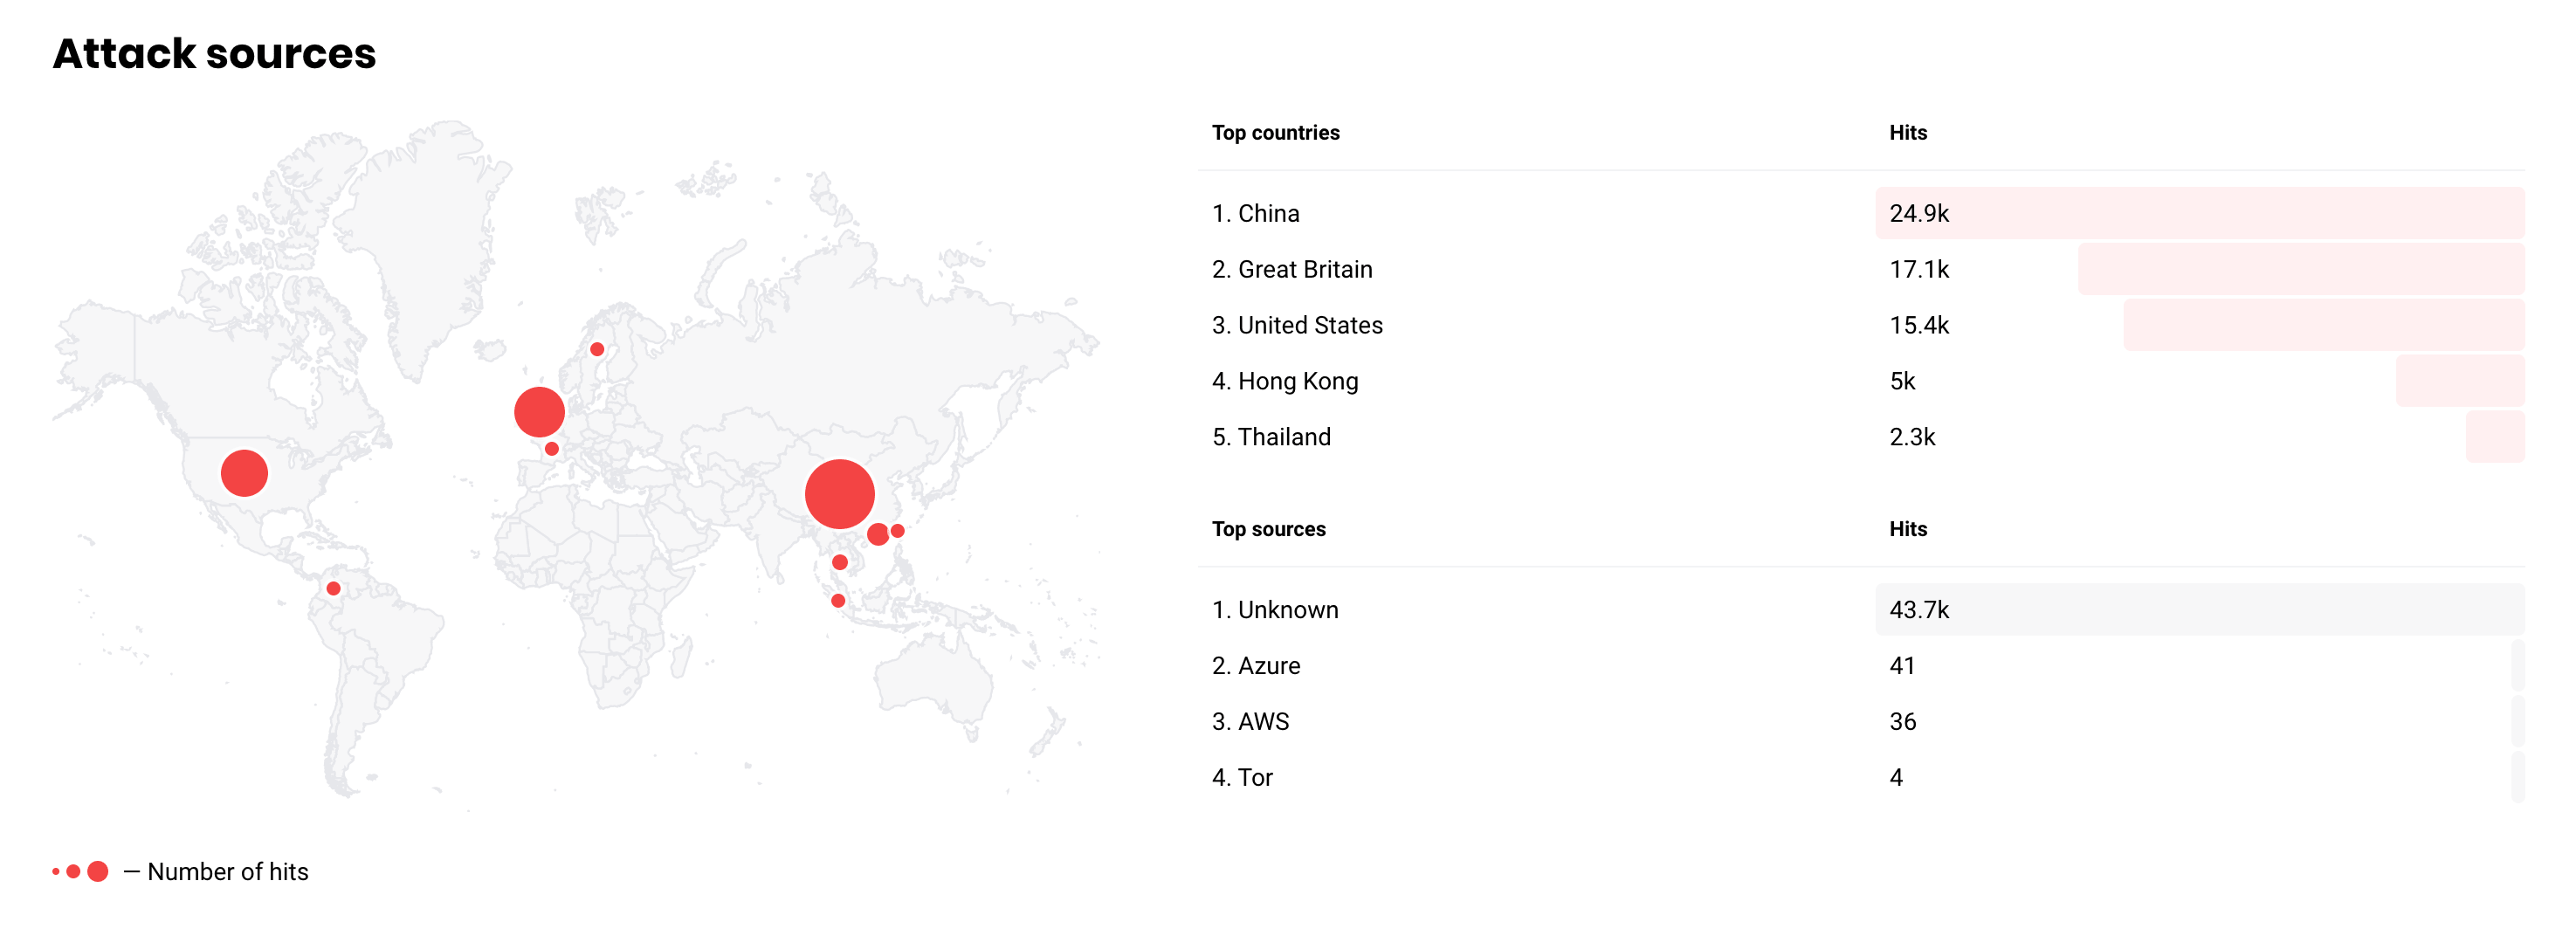 Attack sources
Top countries Hits
1. China 24.9k
2. Great Britain 17.1k
3. United States 15.4k
4. Hong Kong 5k
5. Thailand 2.3k
Top sources Hits
1. Unknown 43.7k
2. Azure 41
3. AWS 36
4. Tor 4
— Number of hits